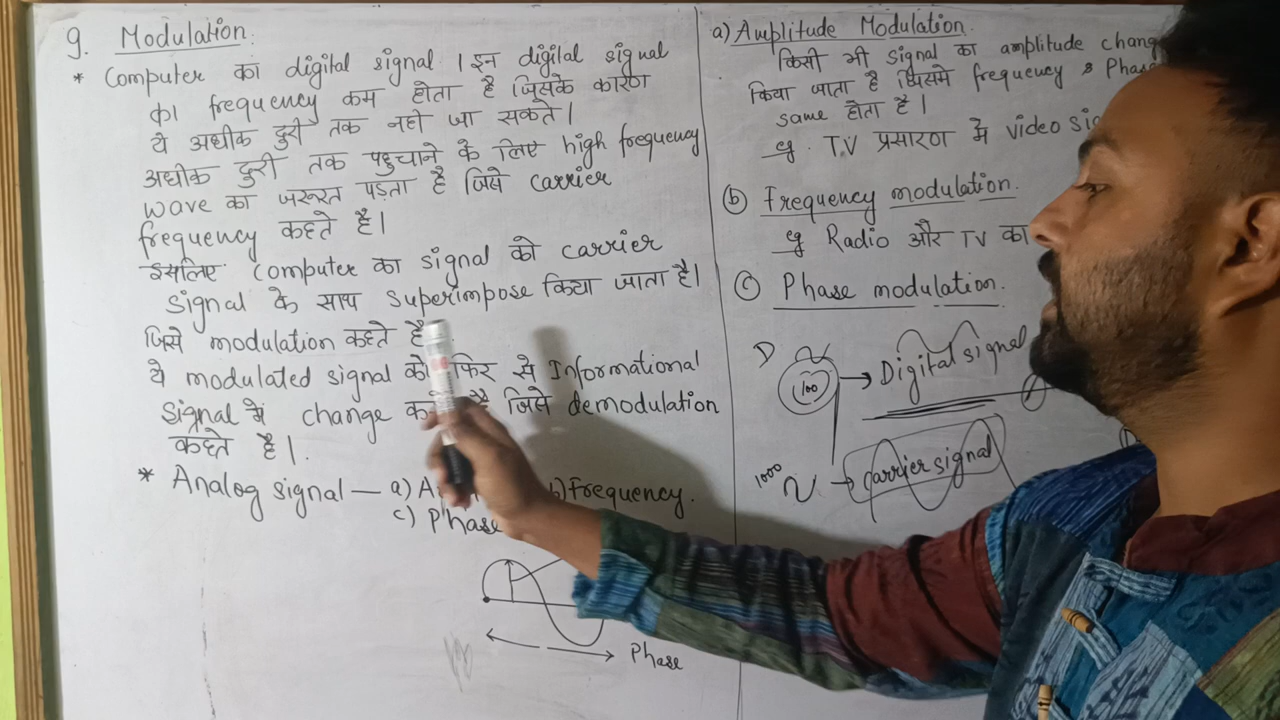 9. Modulation.
* Computer का digital signal । इन digital signal
का frequency कम होता है जिसके कारण
ये अधीक दुरी तक नही जा सकते।
अधीक दुरी तक पहुचाने के लिए high frequency
wave का जरूरत पड़ता है जिसे carrier
frequency कहते है।
इसलिए computer का signal को carrier
signal के साथ superimpose किया जाता है।
जिसे modulation कहते है
ये modulated signal को फिर से Informational
signal में change है जिसे demodulation
कहते है।
* Analog signal — a) b) Frequency.
c) Phase
Phase
a) Amplitude Modulation.
किसी भी signal का amplitude
किया जाता है जिसमे frequency & Phase
same होता है।
eg. T.V प्रसारण मे video
(b) Frequency modulation.
eg Radio और TV का
(c) Phase modulation.
D
100 → Digital signal
1000 → Carrier signal